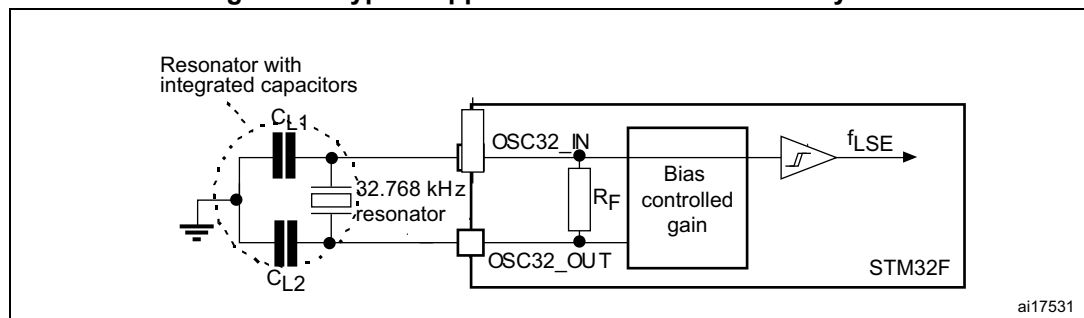 Resonator with
integrated capacitors
CL1
OSC32_IN
fLSE
32.768 kHz
resonator
RF
Bias
controlled
gain
OSC32_OUT
STM32F
CL2
ai17531